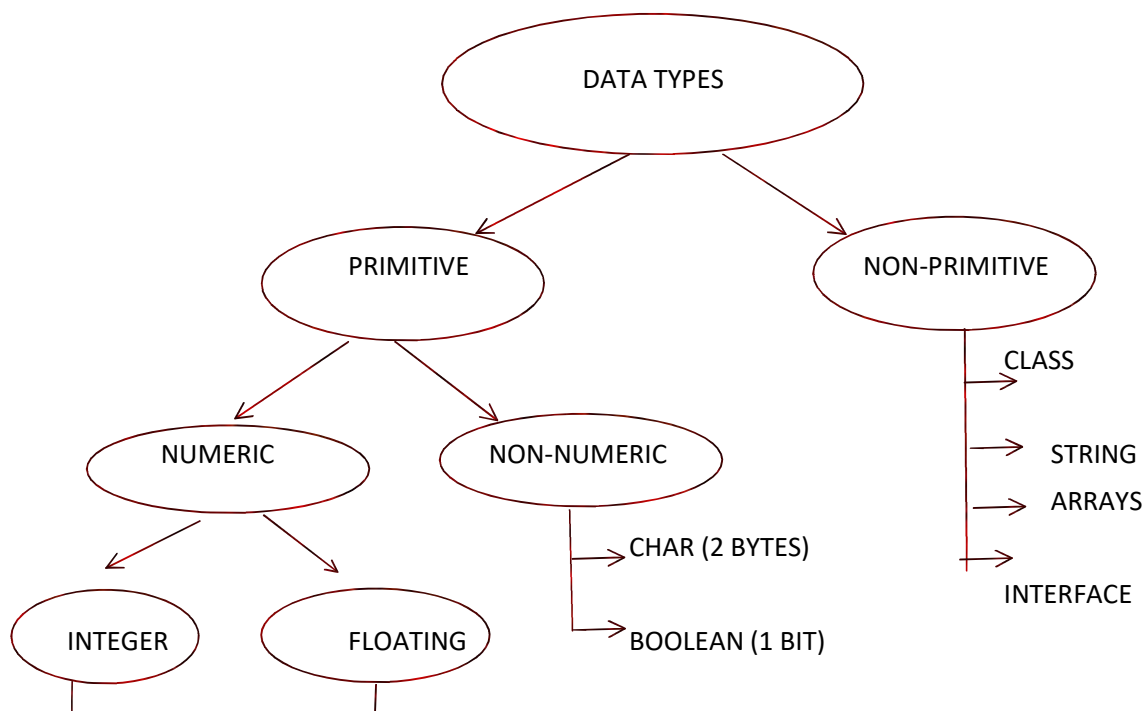 DATA TYPES
PRIMITIVE
NON-PRIMITIVE
CLASS
NUMERIC
NON-NUMERIC
STRING
ARRAYS
CHAR (2 BYTES)
INTERFACE
INTEGER
FLOATING
BOOLEAN (1 BIT)